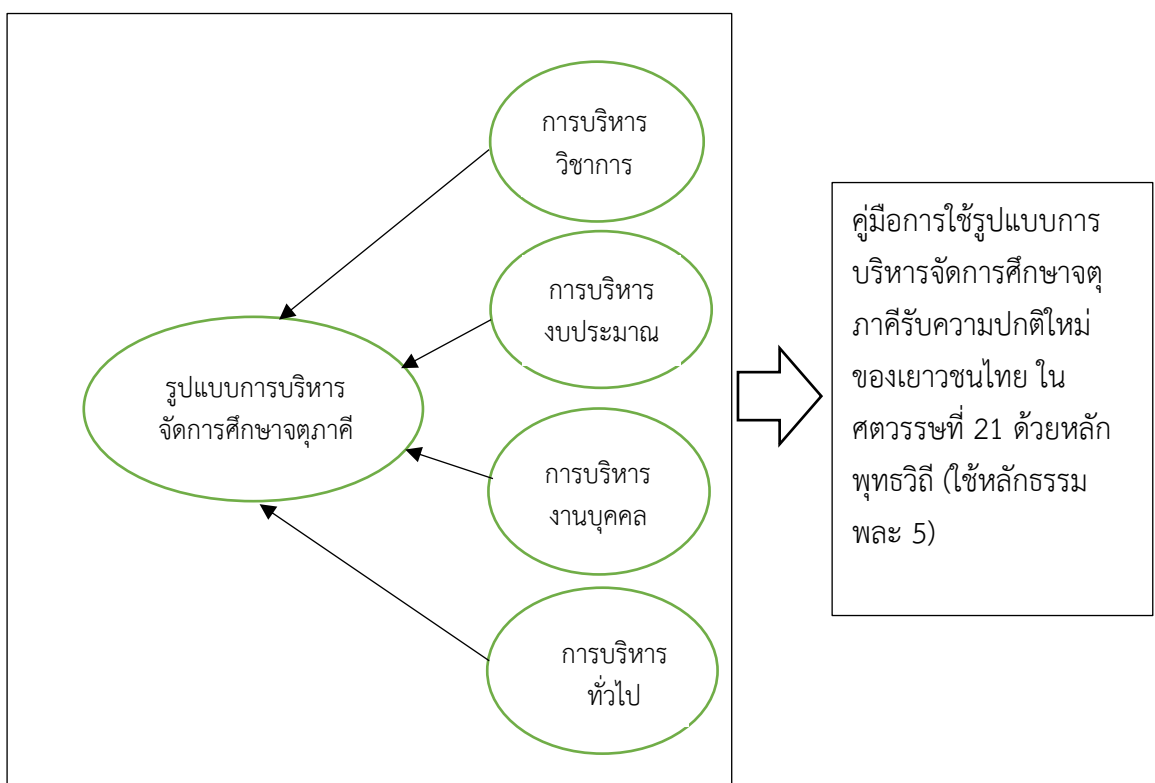 การบริหาร
วิชาการ
การบริหาร
งบประมาณ
รูปแบบการบริหาร
จัดการศึกษาจตุภาคี
การบริหาร
งานบุคคล
การบริหาร
ทั่วไป
คู่มือการใช้รูปแบบการ
บริหารจัดการศึกษาจตุ
ภาคีรับความปกติใหม่
ของเยาวชนไทย ใน
ศตวรรษที่ 21 ด้วยหลัก
พุทธวิถี (ใช้หลักธรรม
พละ 5)